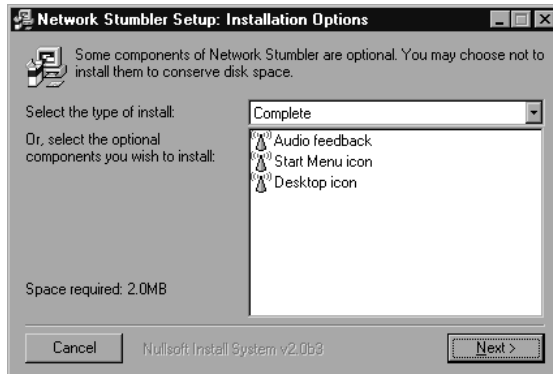 Network Stumbler Setup: Installation Options
Some components of Network Stumbler are optional. You may choose not to
install them to conserve disk space.
Select the type of install:
Complete
Or, select the optional
components you wish to install:
Audio feedback
Start Menu icon
Desktop icon
Space required: 2.0MB
Cancel
Nullsoft Install System v2.0b3
Next >